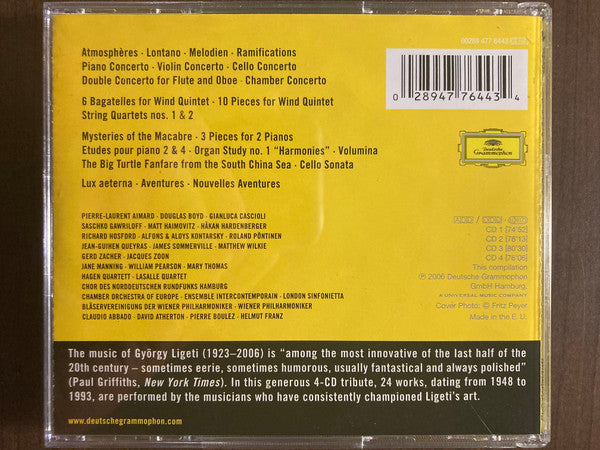 00289 477 6443
Atmosphères · Lontano · Melodien · Ramifications
Piano Concerto · Violin Concerto · Cello Concerto
Double Concerto for Flute and Oboe · Chamber Concerto
0 28947 76443 4
6 Bagatelles for Wind Quintet · 10 Pieces for Wind Quintet
String Quartets nos. 1 & 2
Mysteries of the Macabre · 3 Pieces for 2 Pianos
Etudes pour piano 2 & 4 · Organ Study no. 1 "Harmonies" · Volumina
The Big Turtle Fanfare from the South China Sea · Cello Sonata
Lux aeterna · Aventures · Nouvelles Aventures
Deutsche
Grammophon
PIERRE-LAURENT AIMARD · DOUGLAS BOYD · GIANLUCA CASCIOLI
SASCHKO GAWRILOFF · MATT HAIMOVITZ · HÅKAN HARDENBERGER
RICHARD HOSFORD · ALFONS & ALOYS KONTARSKY · ROLAND PÖNTINEN
JEAN-GUIHEN QUEYRAS · JAMES SOMMERVILLE · MATTHEW WILKIE
GERD ZACHER · JACQUES ZOON
JANE MANNING · WILLIAM PEARSON · MARY THOMAS
HAGEN QUARTETT · LASALLE QUARTET
CHOR DES NORDDEUTSCHEN RUNDFUNKS HAMBURG
CHAMBER ORCHESTRA OF EUROPE · ENSEMBLE INTERCONTEMPORAIN · LONDON SINFONIETTA
BLÄSERVEREINIGUNG DER WIENER PHILHARMONIKER · WIENER PHILHARMONIKER
CLAUDIO ABBADO · DAVID ATHERTON · PIERRE BOULEZ · HELMUT FRANZ
CD 1 [74'52]
CD 2 [78'13]
CD 3 [80'30]
CD 4 [76'06]
This compilation
℗ 2006 Deutsche Grammophon
GmbH Hamburg,
A UNIVERSAL MUSIC COMPANY
Cover Photo: © Fritz Peyer
Made in the E. U.
The music of György Ligeti (1923–2006) is "among the most innovative of the last half of the
20th century – sometimes eerie, sometimes humorous, usually fantastical and always polished"
(Paul Griffiths, New York Times). In this generous 4-CD tribute, 24 works, dating from 1948 to
1993, are performed by the musicians who have consistently championed Ligeti's art.
www.deutschegrammophon.com